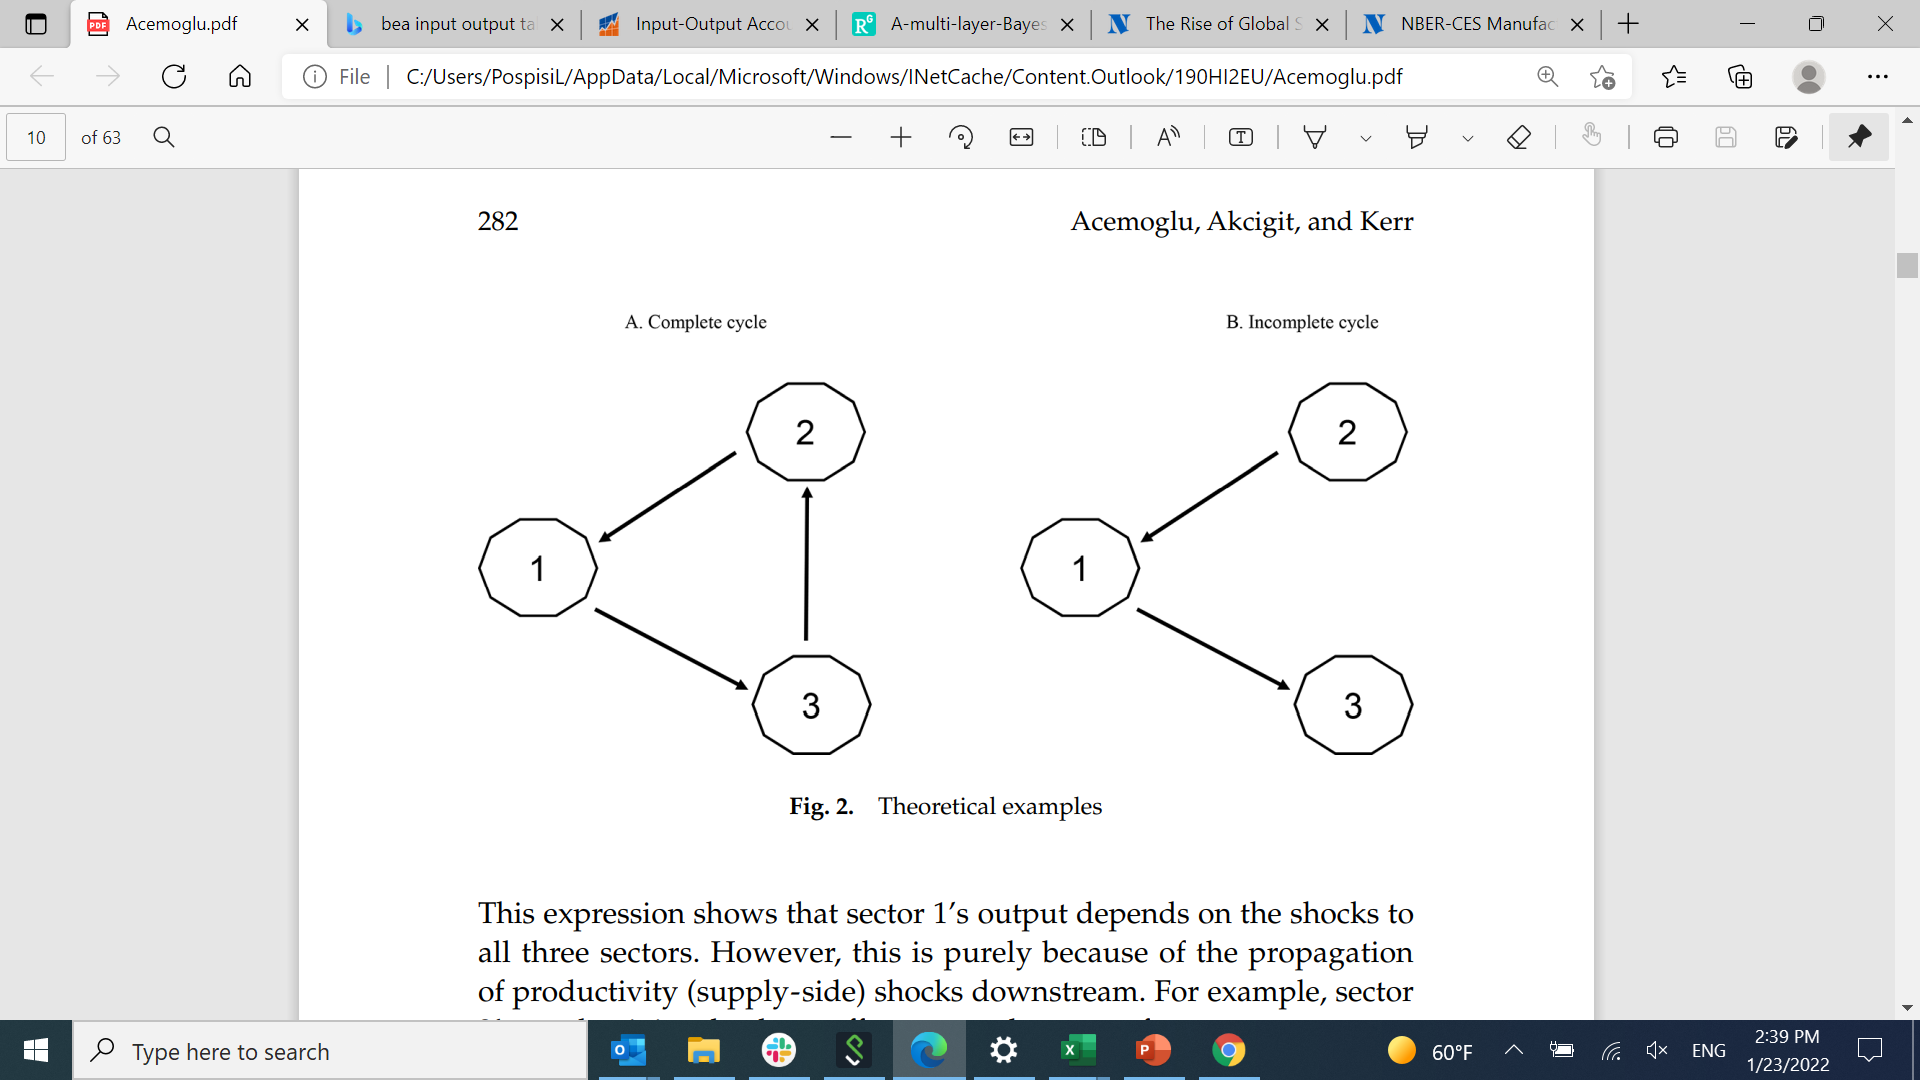 Acemoglu.pdf
bea input output ta
Input-Output Accou
A-multi-layer-Bayes
The Rise of Global S
NBER-CES Manufac
File
C:/Users/PospisiL/AppData/Local/Microsoft/Windows/INetCache/Content.Outlook/190HI2EU/Acemoglu.pdf
10 of 63
282
Acemoglu, Akcigit, and Kerr
A. Complete cycle
B. Incomplete cycle
2
1
3
2
1
3
Fig. 2. Theoretical examples
This expression shows that sector 1’s output depends on the shocks to
all three sectors. However, this is purely because of the propagation
of productivity (supply-side) shocks downstream. For example, sector
Type here to search
60°F
ENG
2:39 PM
1/23/2022